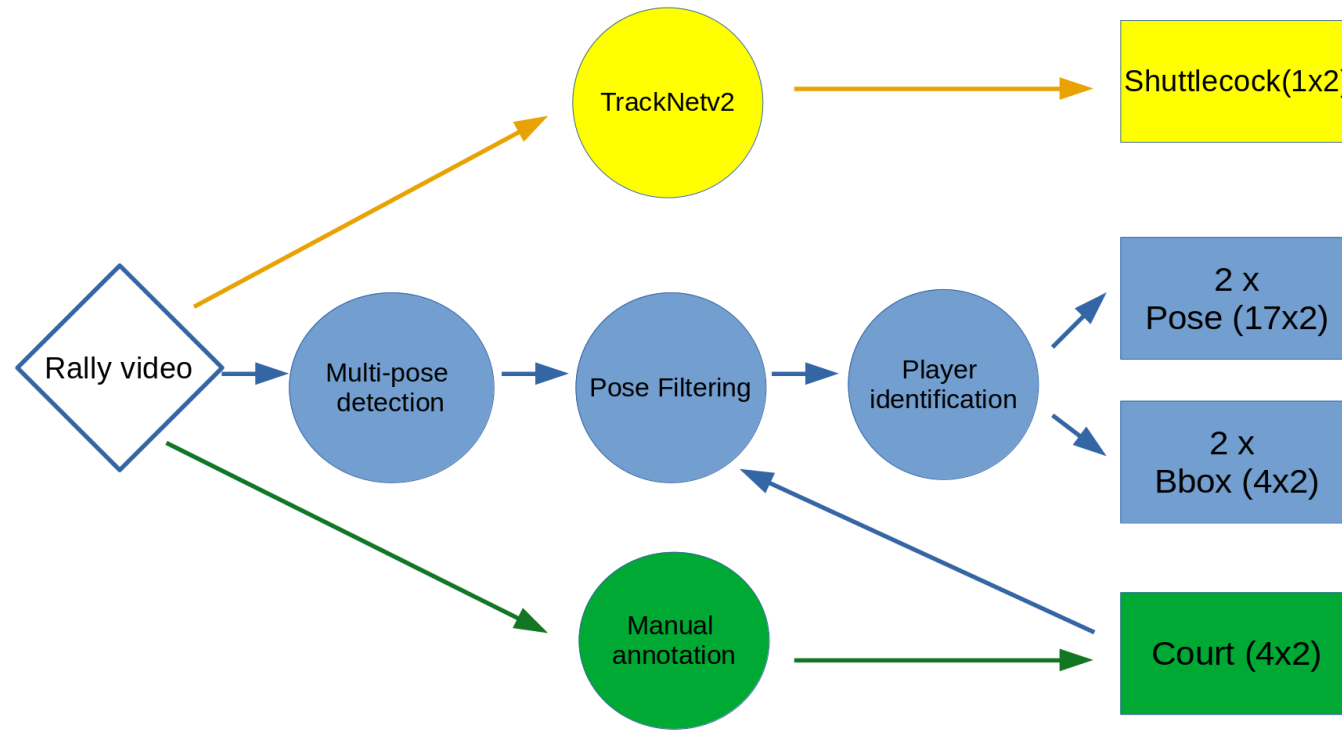 TrackNetv2
Shuttlecock(1x2)
Rally video
Multi-pose
detection
Pose Filtering
Player
identification
2 x
Pose (17x2)
2 x
Bbox (4x2)
Manual
annotation
Court (4x2)